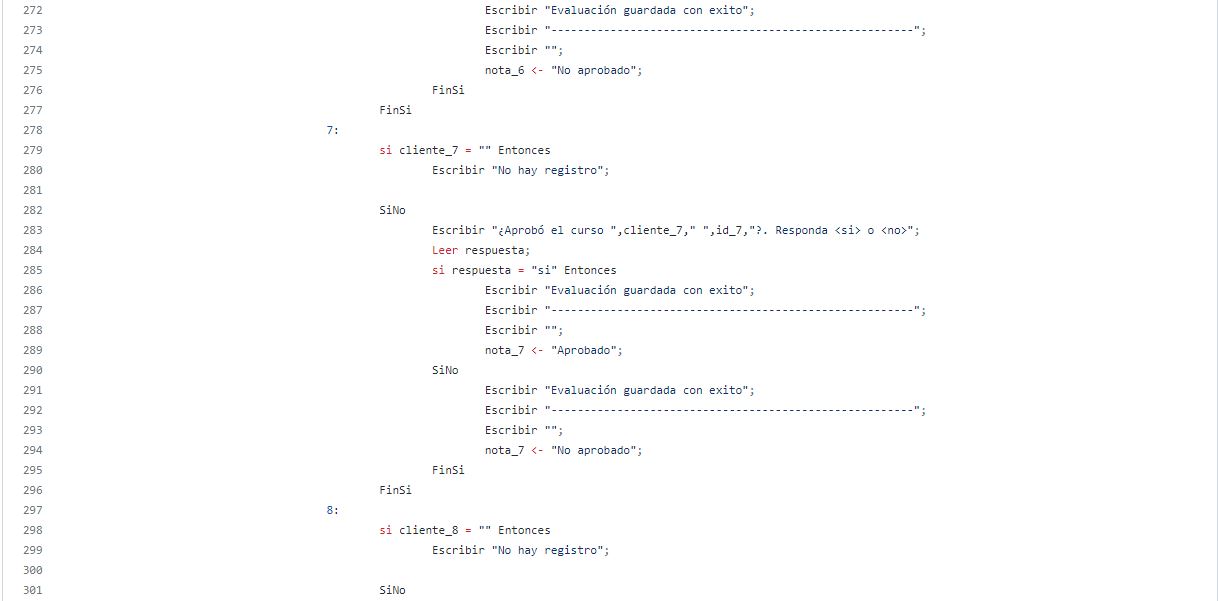 272 Escribir "Evaluación guardada con exito";
273 Escribir "-------------------------------------------------------";
274 Escribir "";
275 nota_6 <- "No aprobado";
276 FinSi
277 FinSi
278 7:
279 si cliente_7 = "" Entonces
280 Escribir "No hay registro";
281
282 SiNo
283 Escribir "¿Aprobó el curso ",cliente_7," ",id_7,"?. Responda <si> o <no>";
284 Leer respuesta;
285 si respuesta = "si" Entonces
286 Escribir "Evaluación guardada con exito";
287 Escribir "-------------------------------------------------------";
288 Escribir "";
289 nota_7 <- "Aprobado";
290 SiNo
291 Escribir "Evaluación guardada con exito";
292 Escribir "-------------------------------------------------------";
293 Escribir "";
294 nota_7 <- "No aprobado";
295 FinSi
296 FinSi
297 8:
298 si cliente_8 = "" Entonces
299 Escribir "No hay registro";
300
301 SiNo